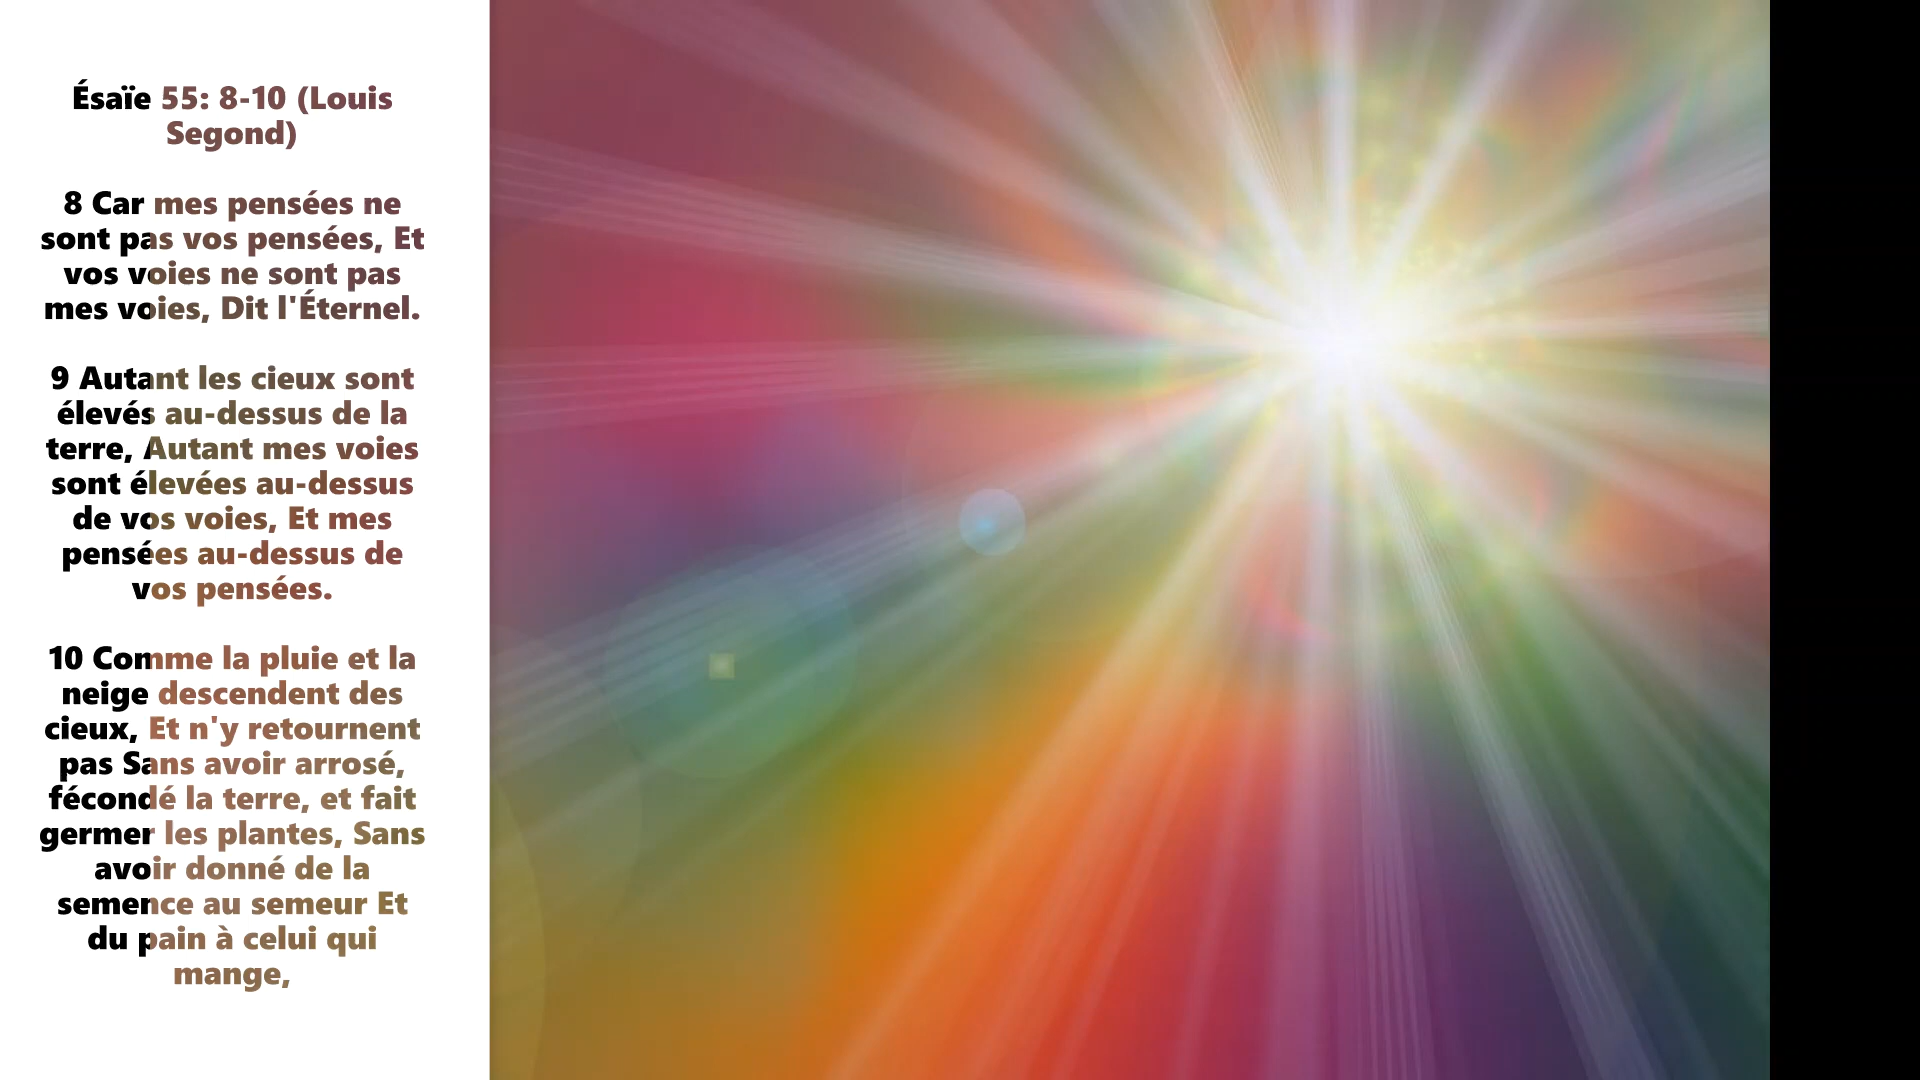 Ésaïe 55: 8-10 (Louis
Segond)
8 Car mes pensées ne
sont pas vos pensées, Et
vos voies ne sont pas
mes voies, Dit l'Éternel.
9 Autant les cieux sont
élevés au-dessus de la
terre, Autant mes voies
sont élevées au-dessus
de vos voies, Et mes
pensées au-dessus de
vos pensées.
10 Comme la pluie et la
neige descendent des
cieux, Et n'y retournent
pas Sans avoir arrosé,
fécondé la terre, et fait
germer les plantes, Sans
avoir donné de la
semence au semeur Et
du pain à celui qui
mange,